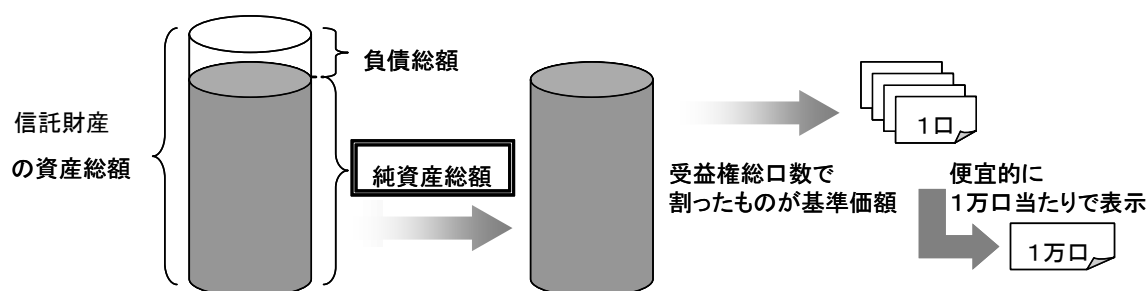 信託財産
の資産総額
負債総額
純資産総額
受益権総口数で
割ったものが基準価額
1口
便宜的に
1万口当たりで表示
1万口